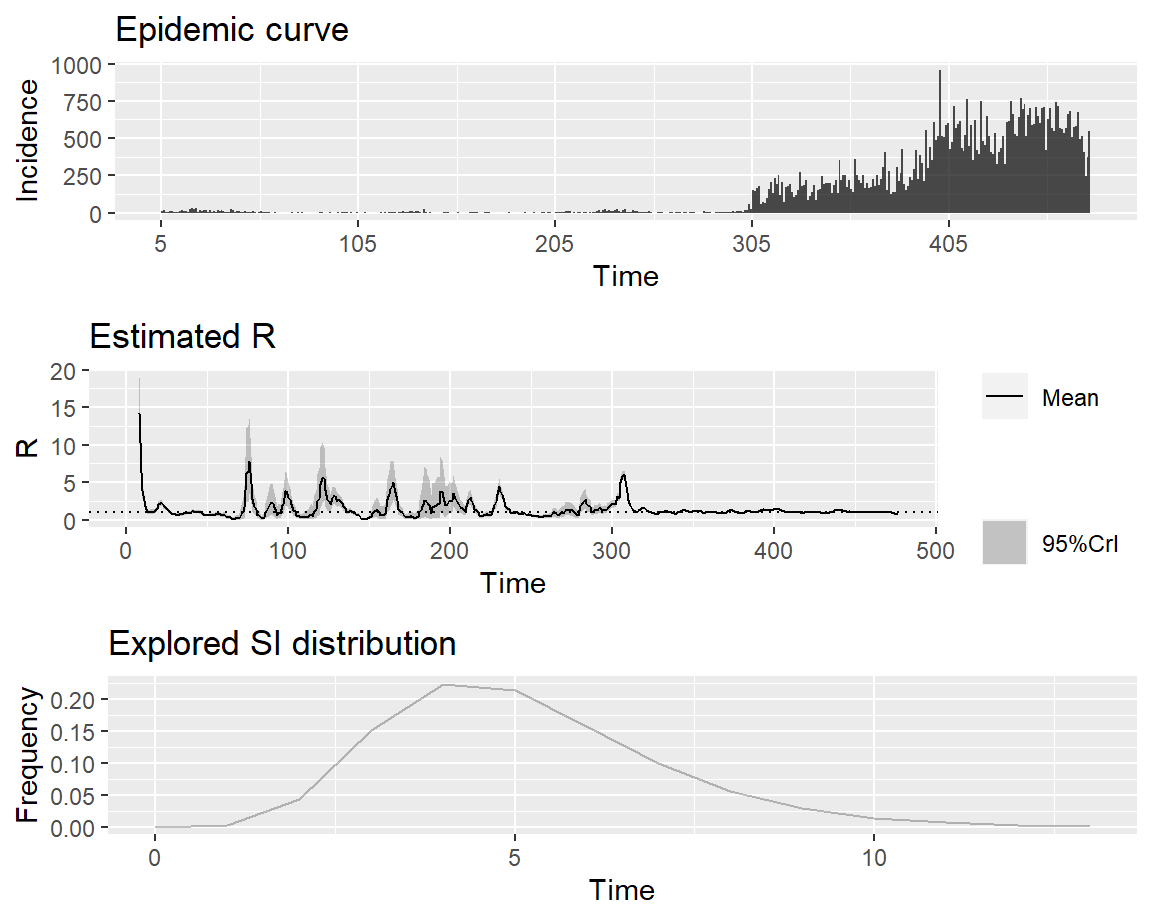 Epidemic curve
1000
750
500
250
0
Incidence
5 105 205 305 405
Time
Estimated R
20
15
10
5
0
R
0 100 200 300 400 500
Time
Mean
95%CrI
Explored SI distribution
0.20
0.15
0.10
0.05
0.00
Frequency
0 5 10
Time